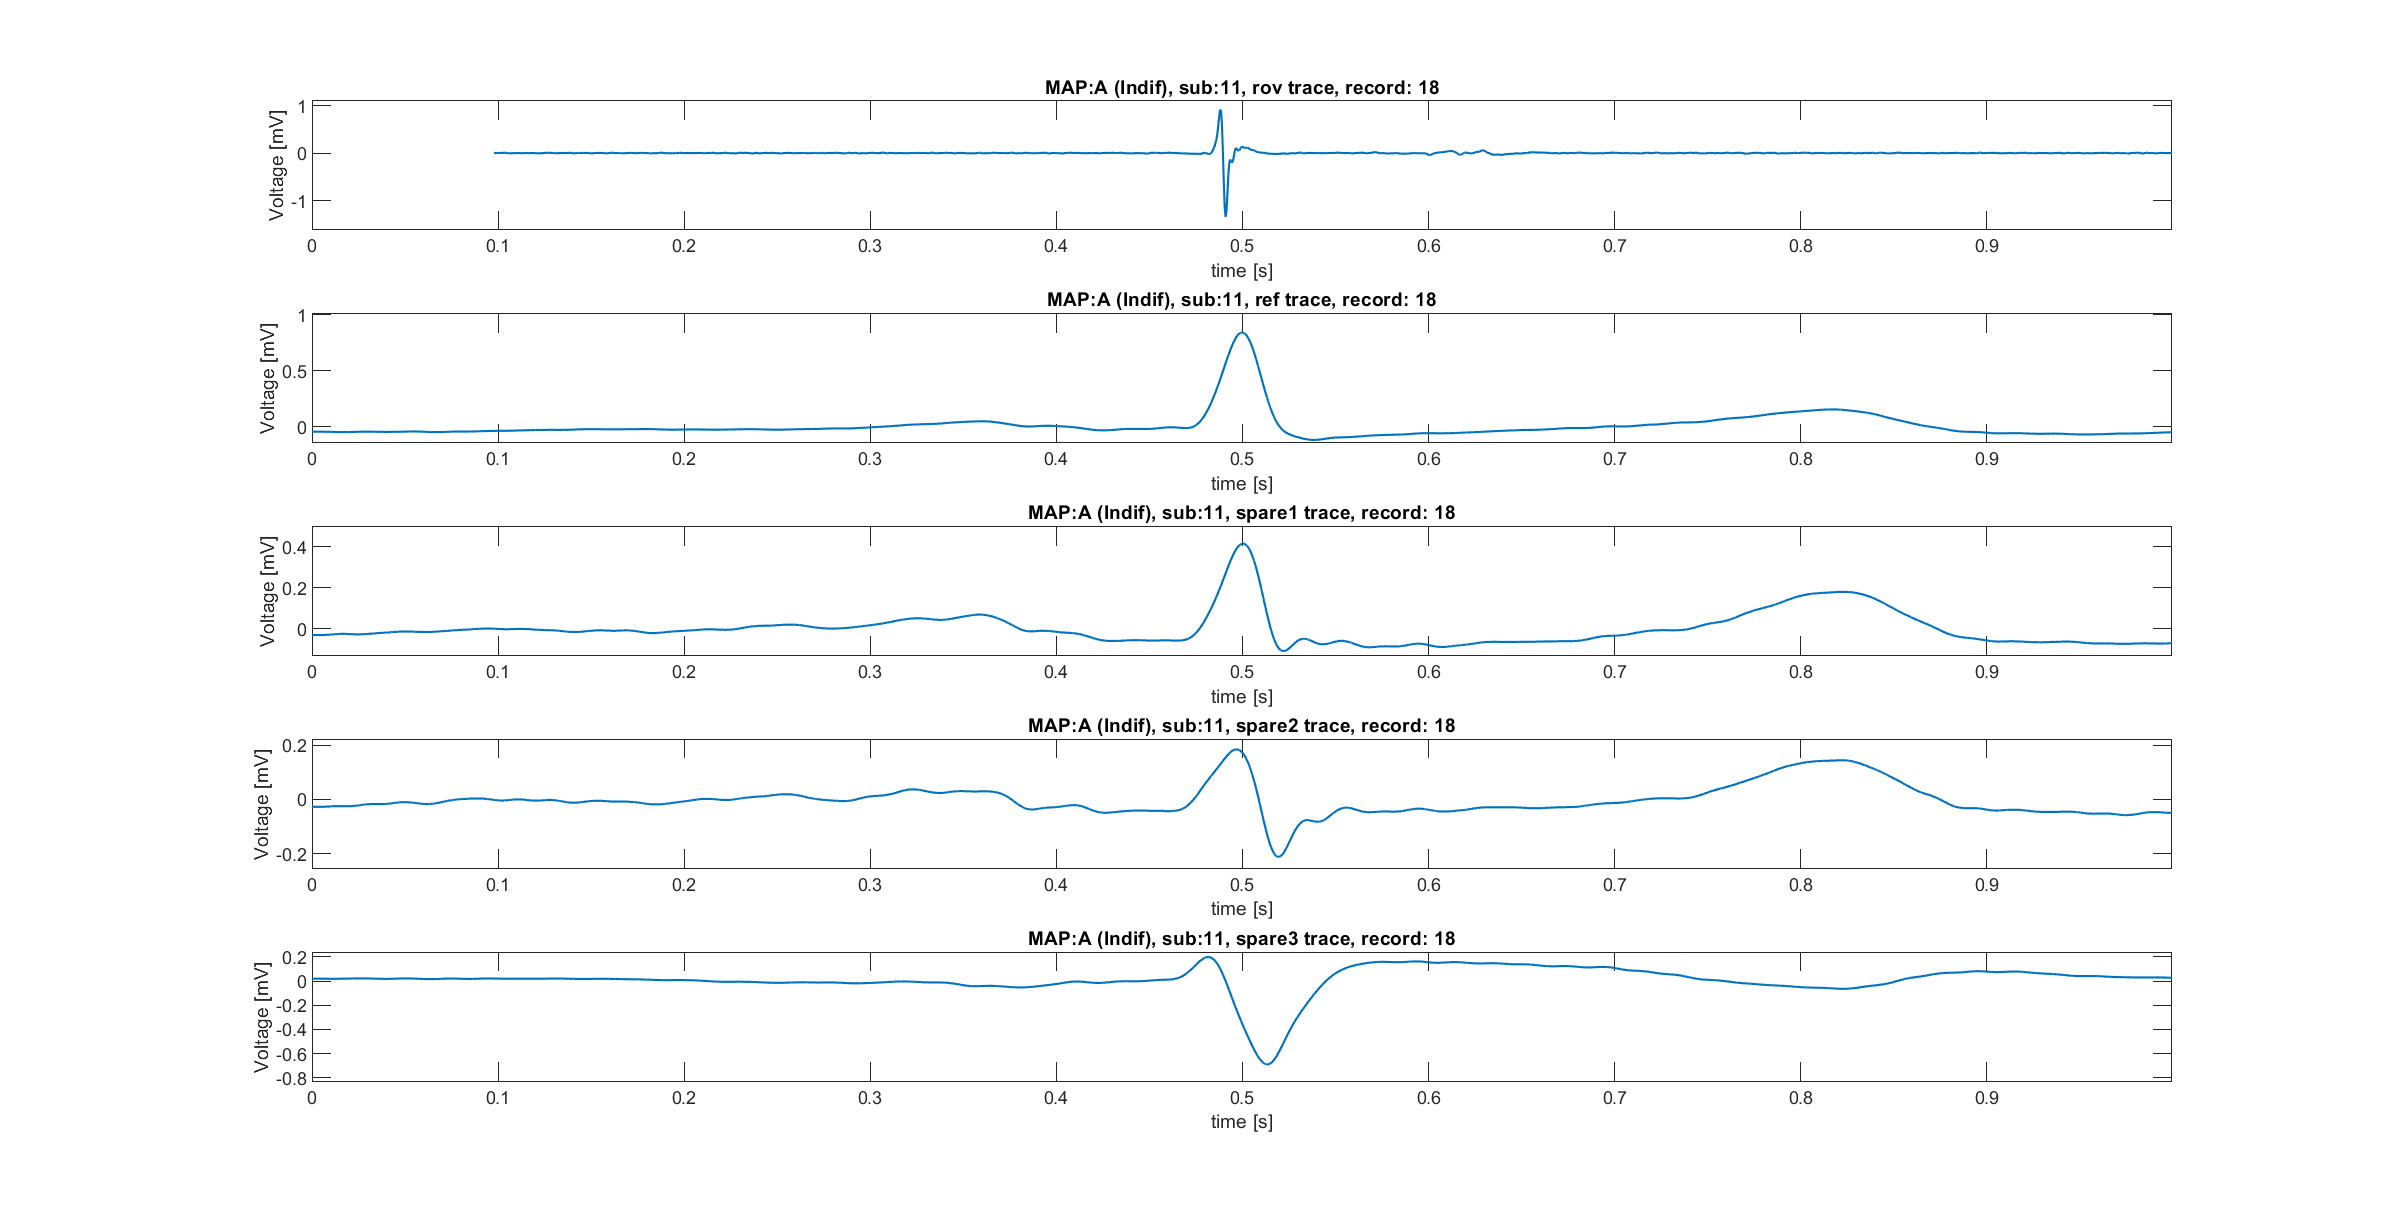 MAP:A (Indif), sub:11, rov trace, record: 18
Voltage [mV]
1
0
-1
0 0.1 0.2 0.3 0.4 0.5 0.6 0.7 0.8 0.9
time [s]
MAP:A (Indif), sub:11, ref trace, record: 18
Voltage [mV]
1
0.5
0
0 0.1 0.2 0.3 0.4 0.5 0.6 0.7 0.8 0.9
time [s]
MAP:A (Indif), sub:11, spare1 trace, record: 18
Voltage [mV]
0.4
0.2
0
0 0.1 0.2 0.3 0.4 0.5 0.6 0.7 0.8 0.9
time [s]
MAP:A (Indif), sub:11, spare2 trace, record: 18
Voltage [mV]
0.2
0
-0.2
0 0.1 0.2 0.3 0.4 0.5 0.6 0.7 0.8 0.9
time [s]
MAP:A (Indif), sub:11, spare3 trace, record: 18
Voltage [mV]
0.2
0
-0.2
-0.4
-0.6
-0.8
0 0.1 0.2 0.3 0.4 0.5 0.6 0.7 0.8 0.9
time [s]